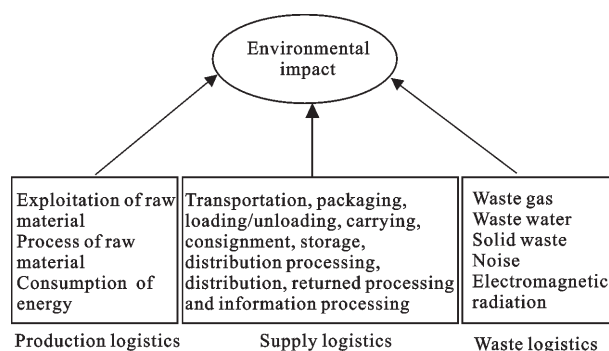 Environmental
impact
Exploitation of raw
material
Process of raw
material
Consumption of
energy
Transportation, packaging,
loading/unloading, carrying,
consignment, storage,
distribution processing,
distribution, returned processing
and information processing
Waste gas
Waste water
Solid waste
Noise
Electromagnetic
radiation
Production logistics
Supply logistics
Waste logistics